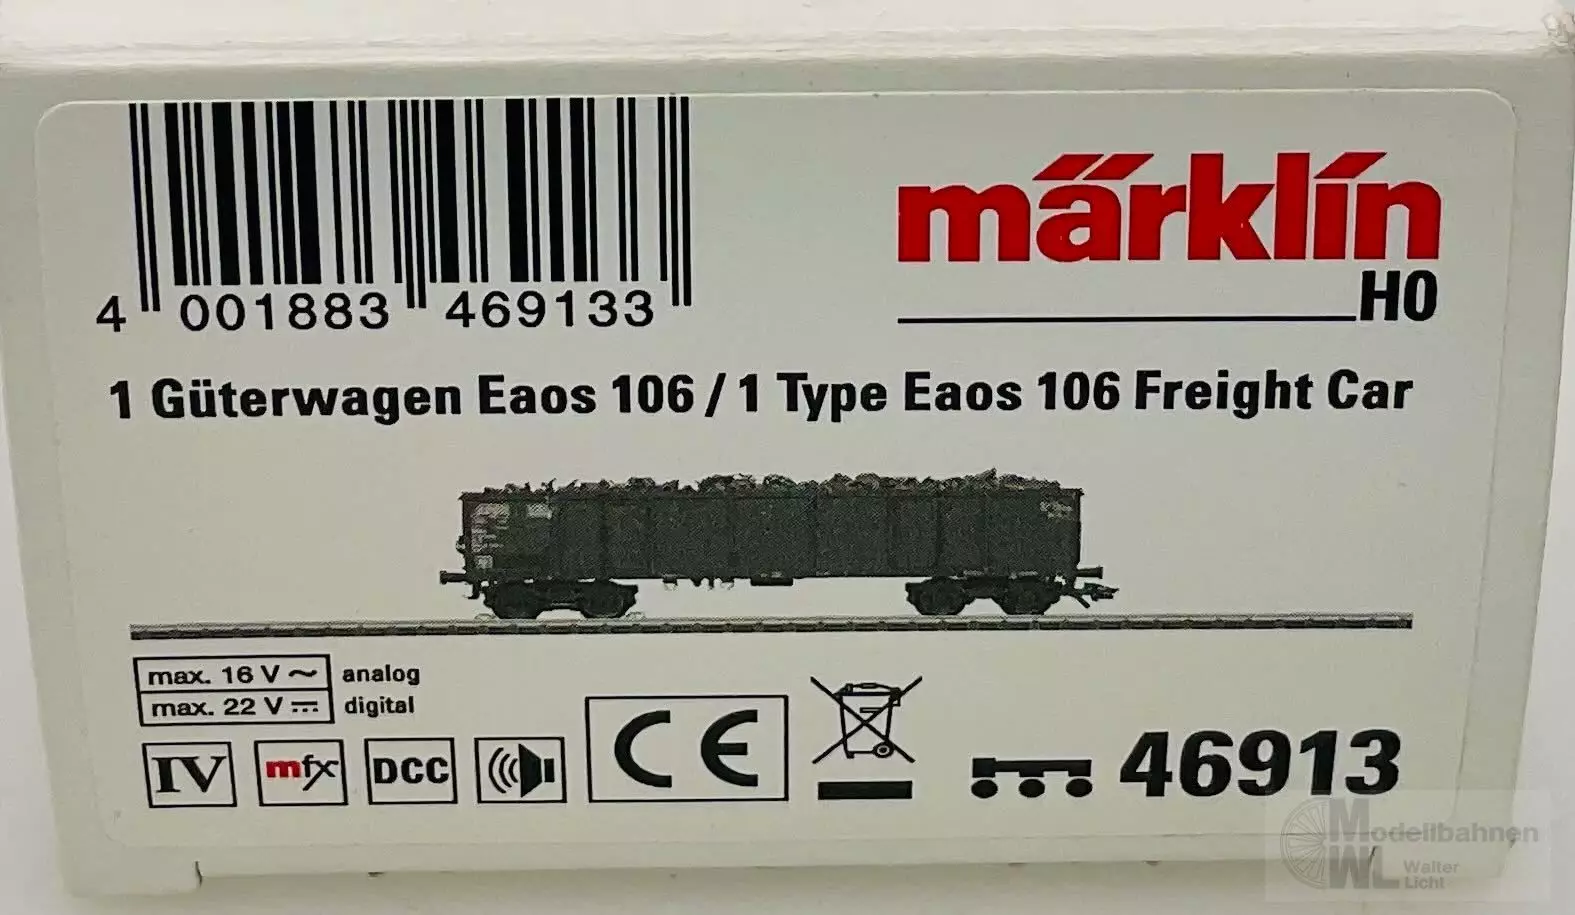 märklín
H0
4 001883 469133
1 Güterwagen Eaos 106 / 1 Type Eaos 106 Freight Car
max. 16 V ~ analog
max. 22 V ⎓ digital
IV mfx DCC CE 46913
Modellbahnen
WL Walter
Licht